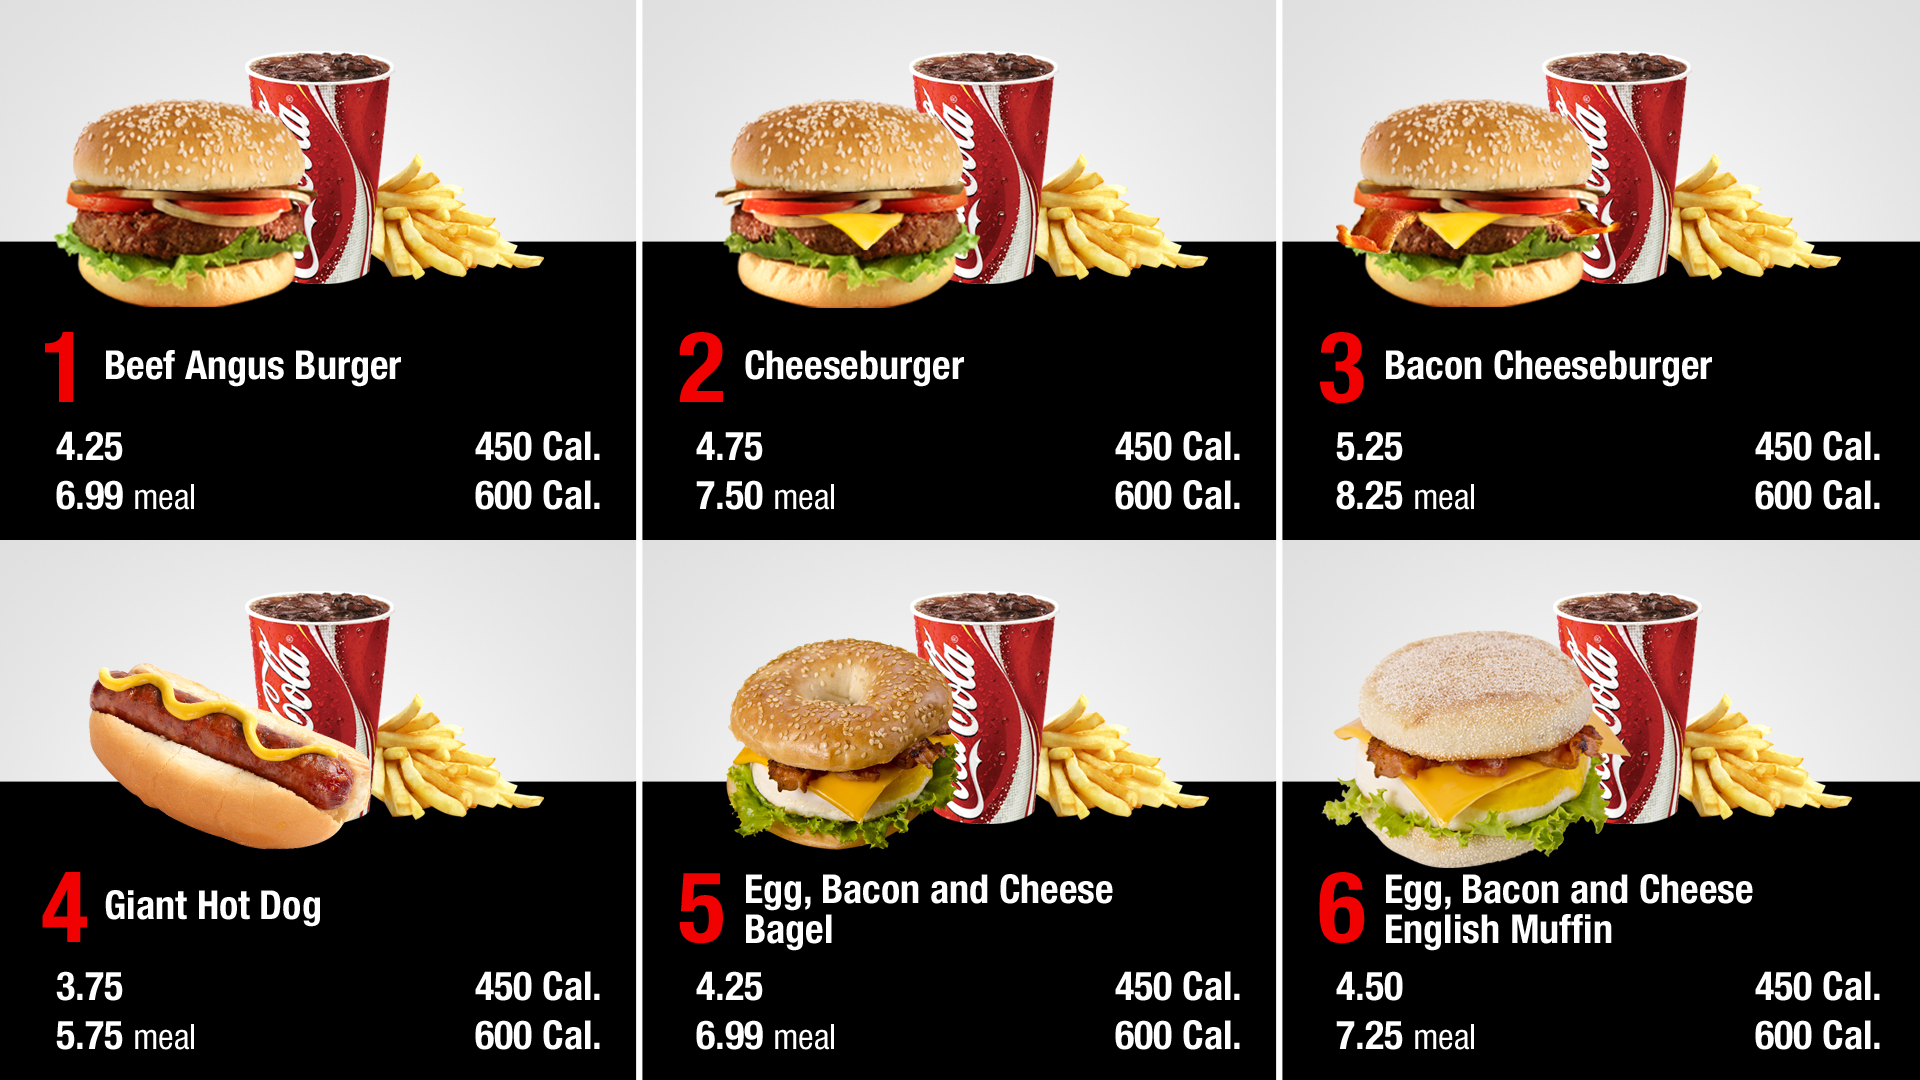 1 Beef Angus Burger
4.25 450 Cal.
6.99 meal 600 Cal.
2 Cheeseburger
4.75 450 Cal.
7.50 meal 600 Cal.
3 Bacon Cheeseburger
5.25 450 Cal.
8.25 meal 600 Cal.
4 Giant Hot Dog
3.75 450 Cal.
5.75 meal 600 Cal.
5 Egg, Bacon and Cheese
Bagel
4.25 450 Cal.
6.99 meal 600 Cal.
6 Egg, Bacon and Cheese
English Muffin
4.50 450 Cal.
7.25 meal 600 Cal.